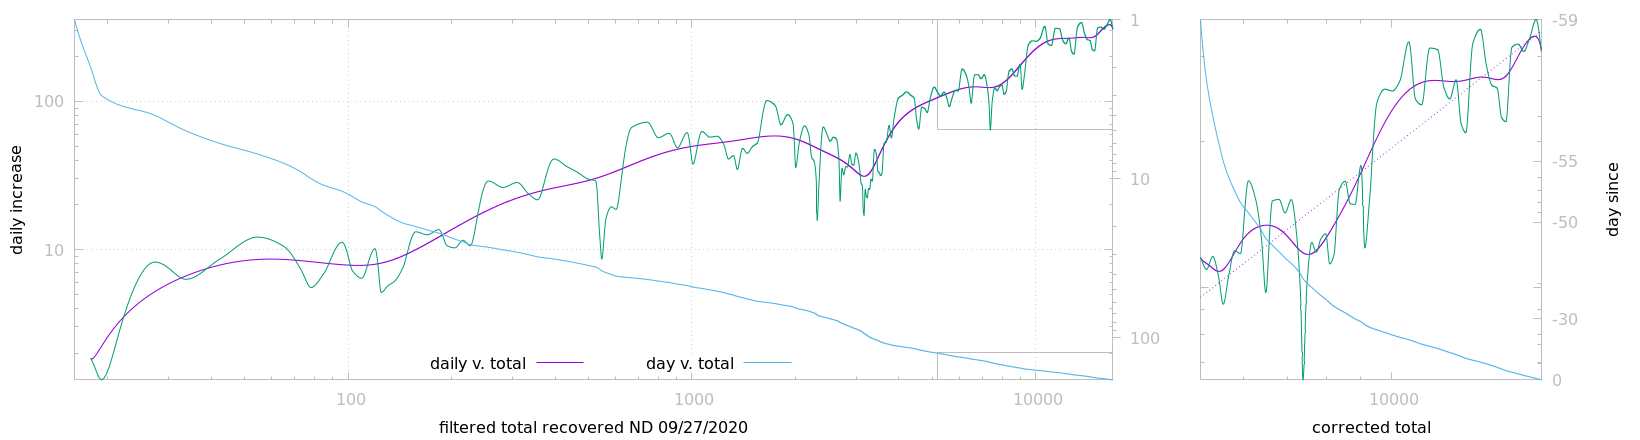 1
-59
100
10
-55
-50
10
-30
100
0
daily increase
day since
daily v. total
day v. total
100
1000
10000
10000
filtered total recovered ND 09/27/2020
corrected total